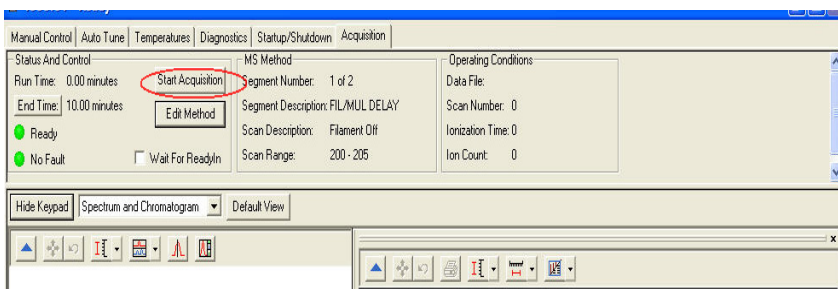 Manual Control Auto Tune Temperatures Diagnostics Startup/Shutdown Acquisition
Status And Control
Run Time: 0.00 minutes
Start Acquisition
End Time: 10.00 minutes
Edit Method
Ready
No Fault
Wait For ReadyIn
MS Method
Segment Number: 1 of 2
Segment Description: FIL/MUL DELAY
Scan Description: Filament Off
Scan Range: 200 - 205
Operating Conditions
Data File:
Scan Number: 0
Ionization Time: 0
Ion Count: 0
Hide Keypad Spectrum and Chromatogram Default View
x